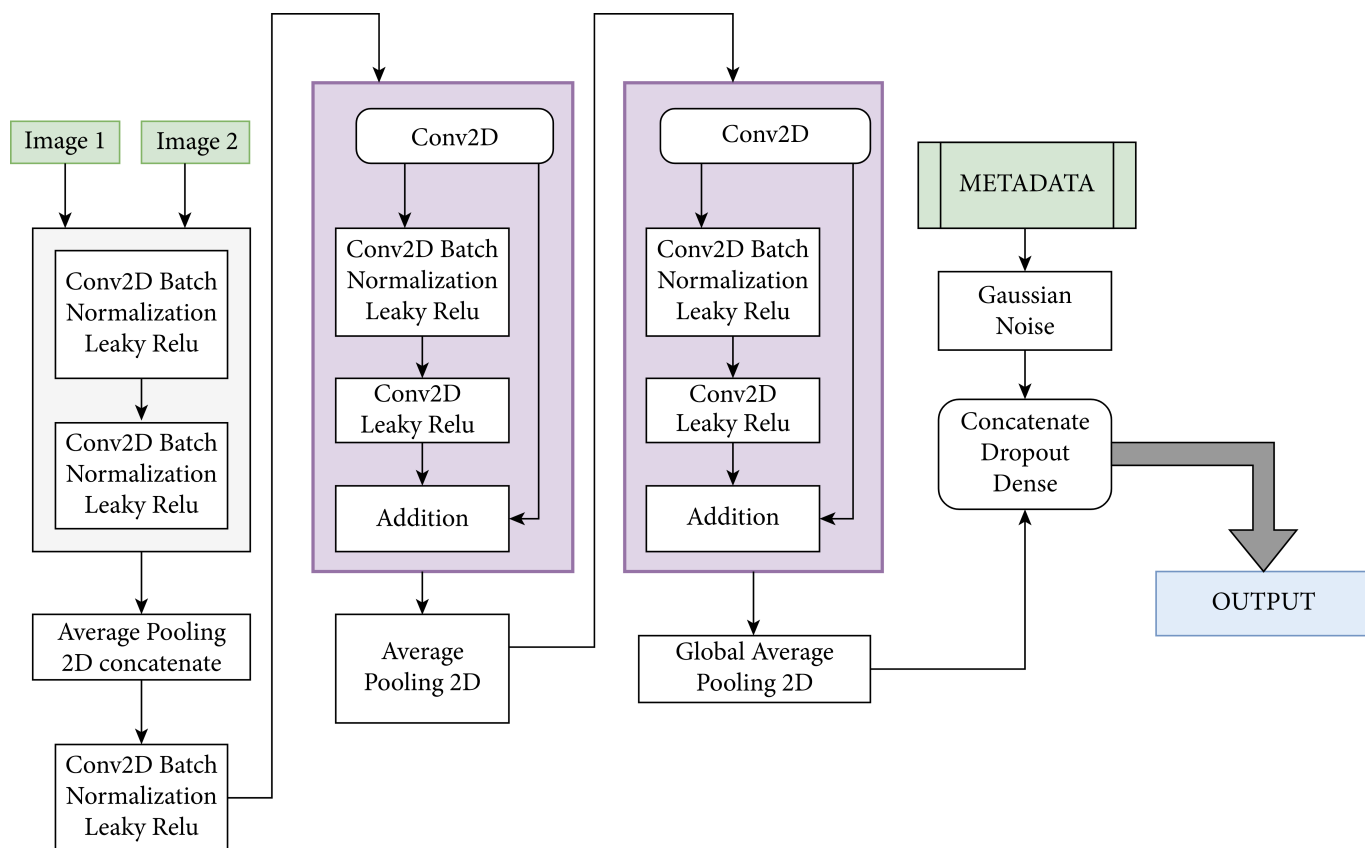 Image 1
Image 2
Conv2D Batch
Normalization
Leaky Relu
Conv2D Batch
Normalization
Leaky Relu
Average Pooling
2D concatenate
Conv2D Batch
Normalization
Leaky Relu
Conv2D
Conv2D Batch
Normalization
Leaky Relu
Conv2D
Leaky Relu
Addition
Average
Pooling 2D
Conv2D
Conv2D Batch
Normalization
Leaky Relu
Conv2D
Leaky Relu
Addition
Global Average
Pooling 2D
METADATA
Gaussian
Noise
Concatenate
Dropout
Dense
OUTPUT